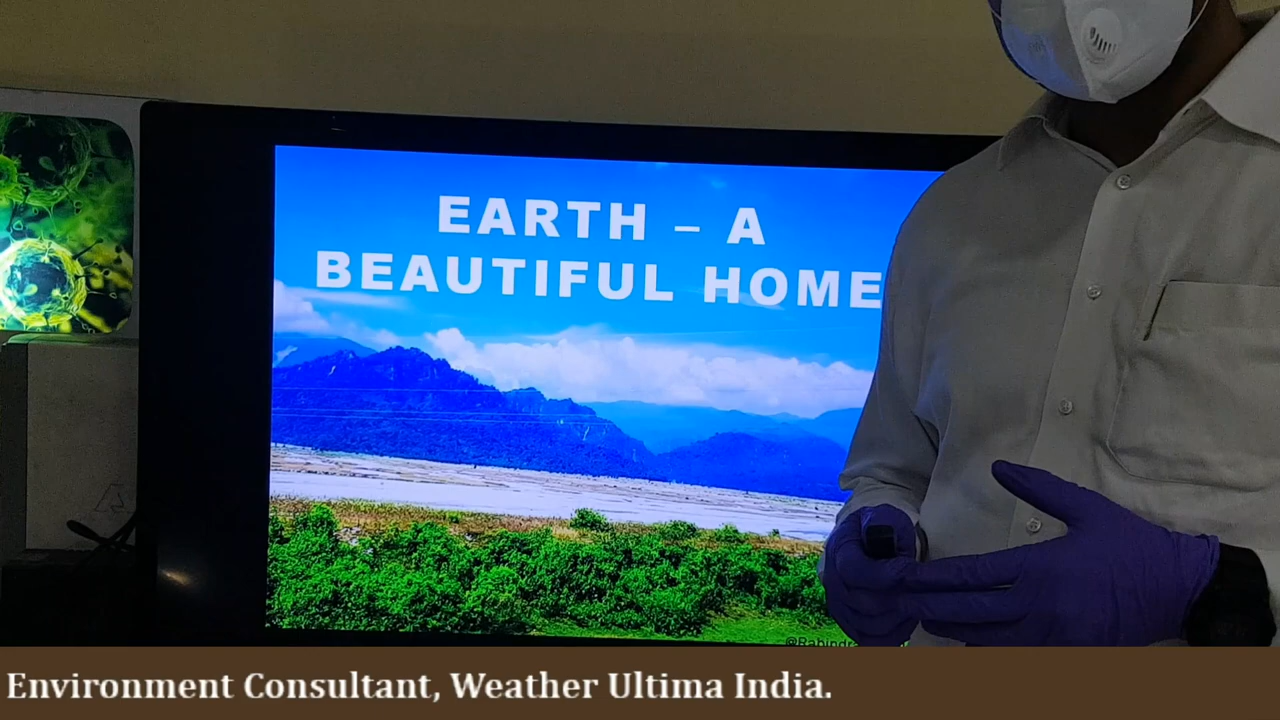 EARTH – A
BEAUTIFUL HOME
Environment Consultant, Weather Ultima India.